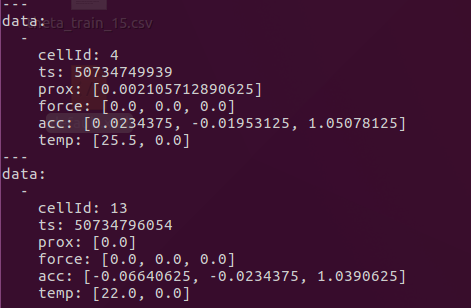 ---
data:
  -
    cellId: 4
    ts: 50734749939
    prox: [0.002105712890625]
    force: [0.0, 0.0, 0.0]
    acc: [0.0234375, -0.01953125, 1.05078125]
    temp: [25.5, 0.0]
---
data:
  -
    cellId: 13
    ts: 50734796054
    prox: [0.0]
    force: [0.0, 0.0, 0.0]
    acc: [-0.06640625, -0.0234375, 1.0390625]
    temp: [22.0, 0.0]